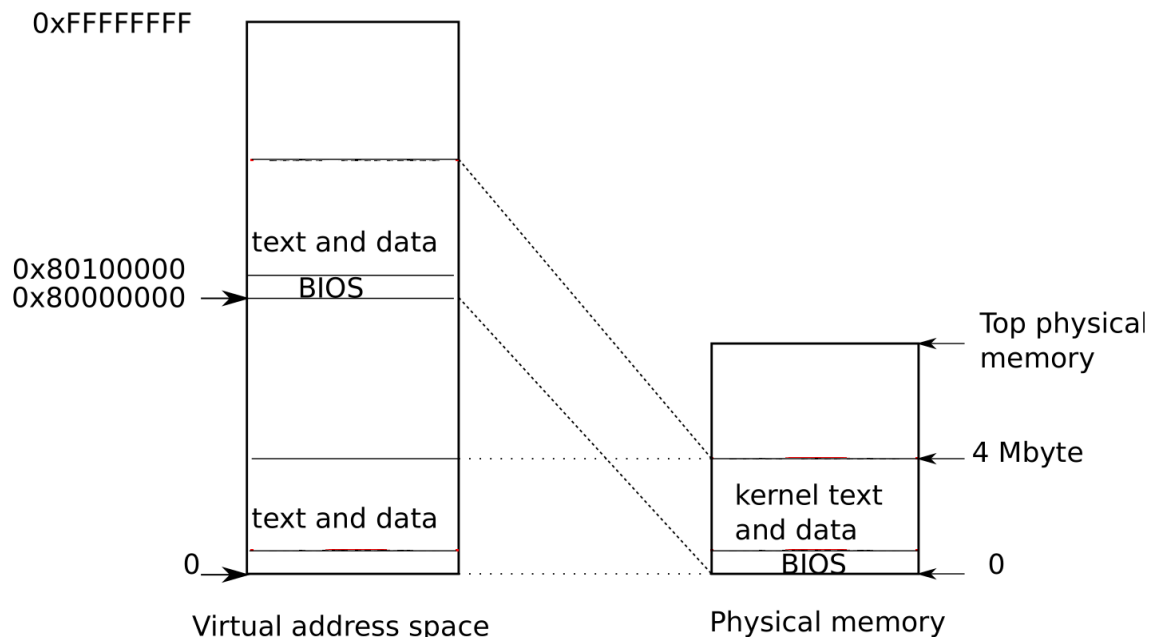 0xFFFFFFFF
text and data
0x80100000
BIOS
0x80000000
Top physical
memory
4 Mbyte
kernel text
and data
text and data
0
BIOS
0
Virtual address space
Physical memory